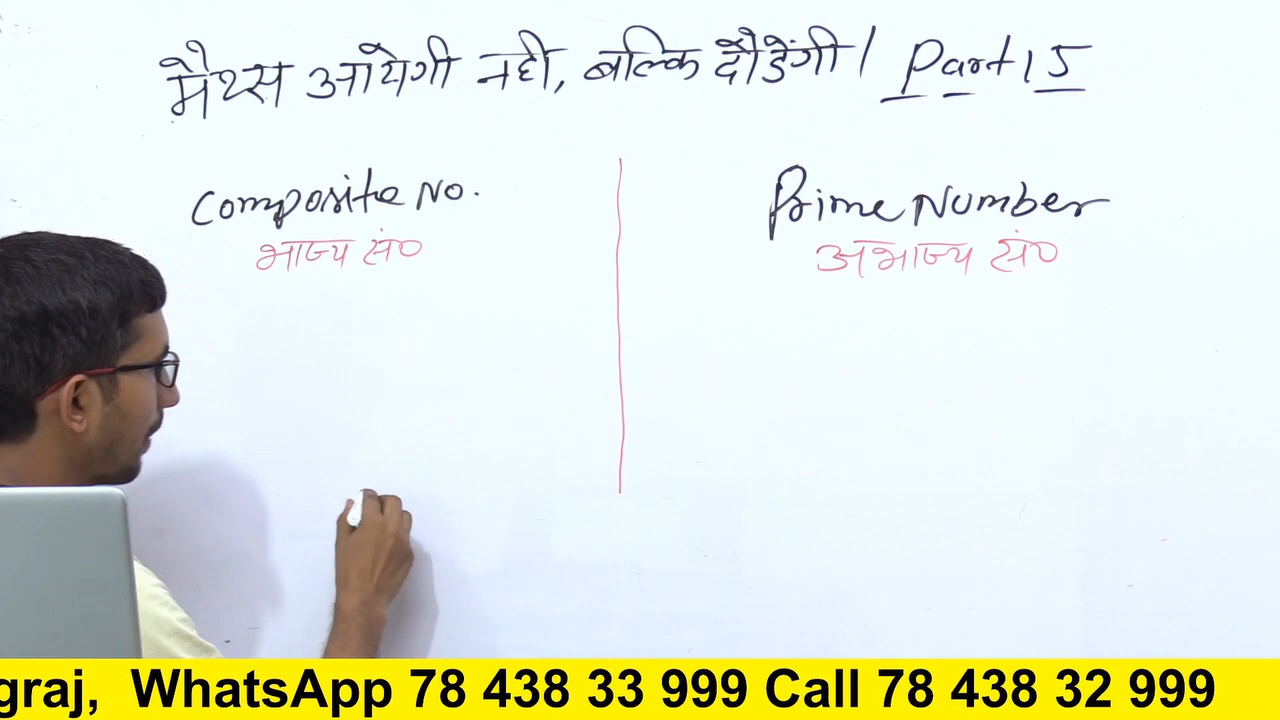 मैथ्स आयेगी नही, बल्कि दौडेंगी। Part 15
Composite No.
भाज्य सं०
Prime Number
अभाज्य सं०
graj, WhatsApp 78 438 33 999 Call 78 438 32 999